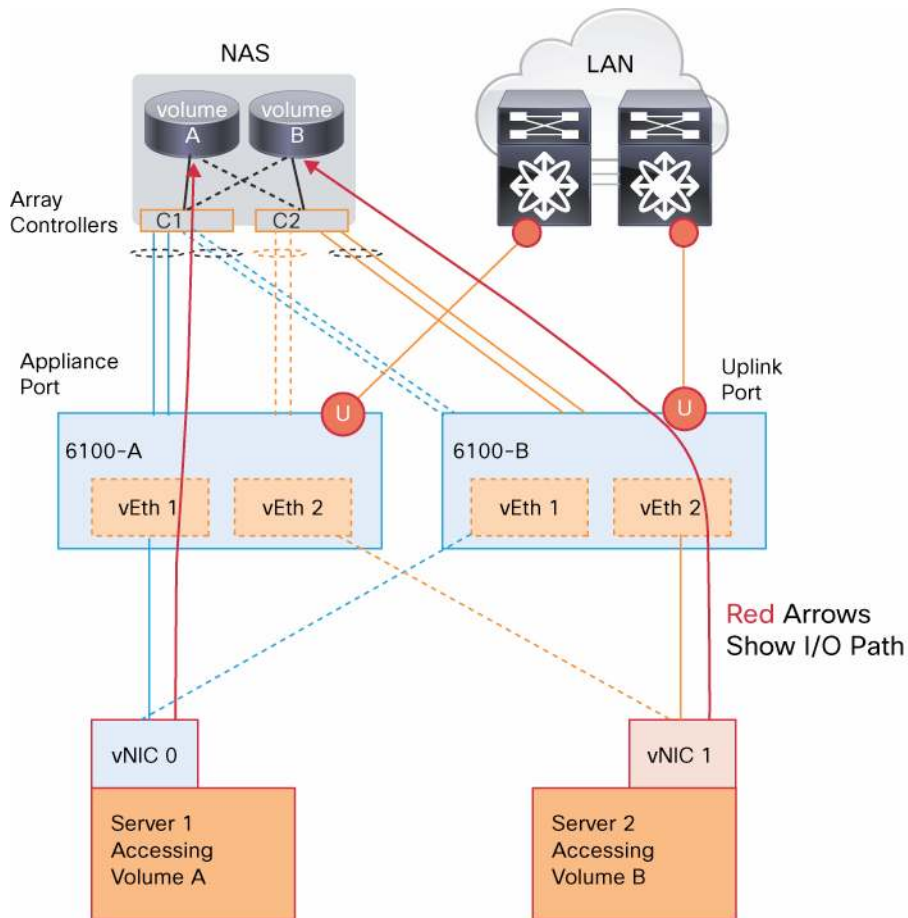 NAS
LAN
volume
A
volume
B
Array
Controllers
C1
C2
Appliance
Port
Uplink
Port
U
U
6100-A
6100-B
vEth 1
vEth 2
vEth 1
vEth 2
Red Arrows
Show I/O Path
vNIC 0
vNIC 1
Server 1
Accessing
Volume A
Server 2
Accessing
Volume B